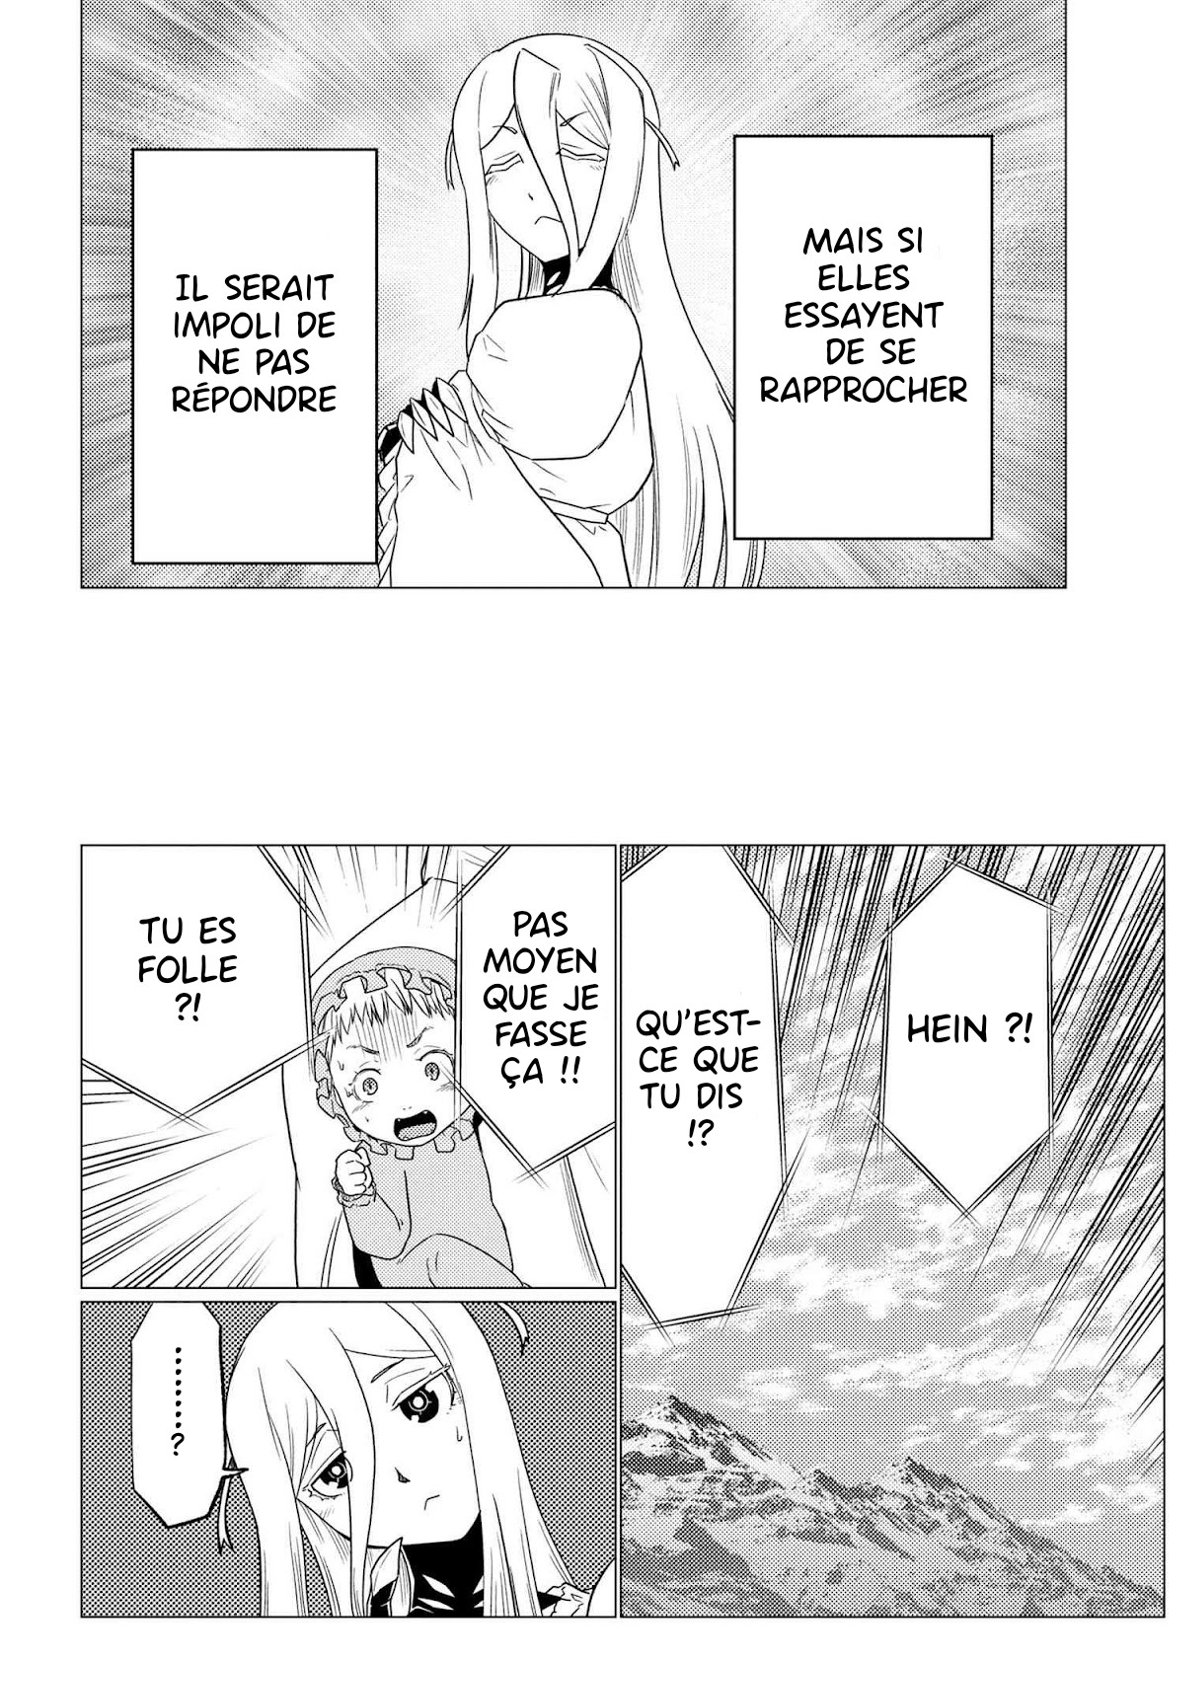 MAIS SI
ELLES
ESSAYENT
DE SE
RAPPROCHER
IL SERAIT
IMPOLI DE
NE PAS
RÉPONDRE
HEIN ?!
QU'EST-
CE QUE
TU DIS
!?
PAS
MOYEN
QUE JE
FASSE
ÇA !!
TU ES
FOLLE
?!
.......?